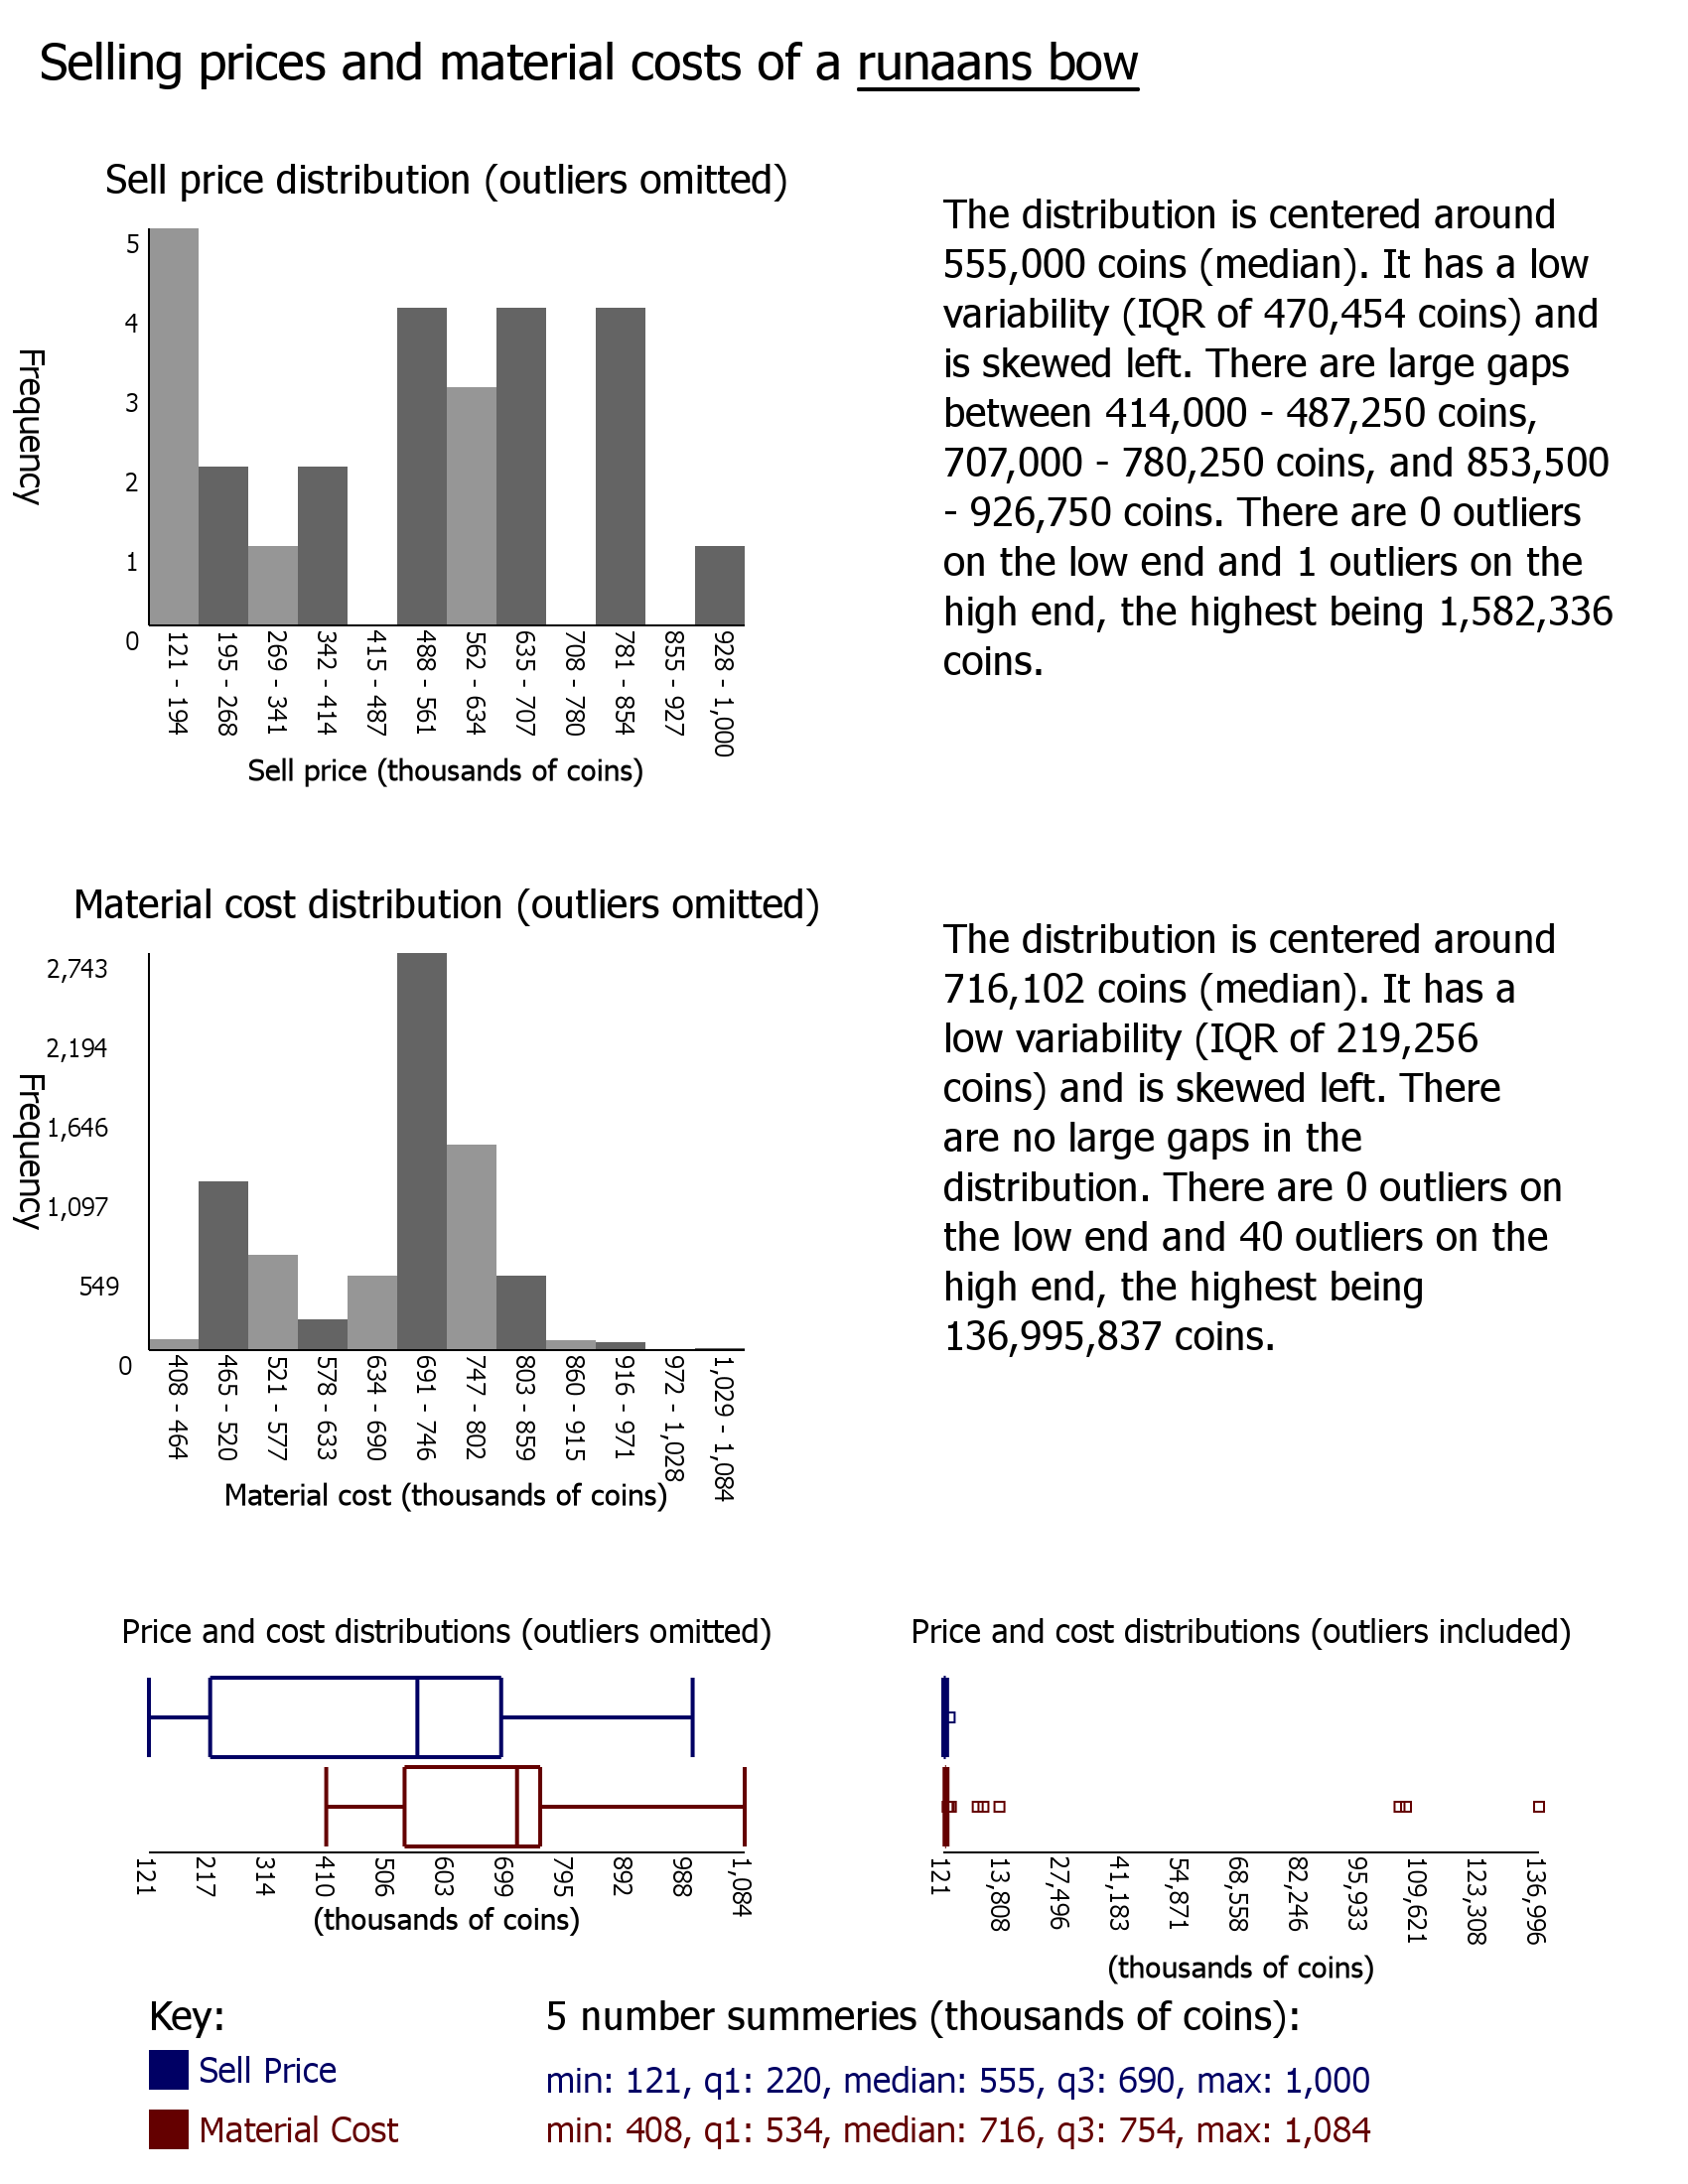 Selling prices and material costs of a runaans bow
Sell price distribution (outliers omitted)
5
4
3
2
1
0
Frequency
121 - 194
195 - 268
269 - 341
342 - 414
415 - 487
488 - 561
562 - 634
635 - 707
708 - 780
781 - 854
855 - 927
928 - 1,000
Sell price (thousands of coins)
The distribution is centered around
555,000 coins (median). It has a low
variability (IQR of 470,454 coins) and
is skewed left. There are large gaps
between 414,000 - 487,250 coins,
707,000 - 780,250 coins, and 853,500
- 926,750 coins. There are 0 outliers
on the low end and 1 outliers on the
high end, the highest being 1,582,336
coins.
Material cost distribution (outliers omitted)
2,743
2,194
1,646
1,097
549
0
Frequency
408 - 464
465 - 520
521 - 577
578 - 633
634 - 690
691 - 746
747 - 802
803 - 859
860 - 915
916 - 971
972 - 1,028
1,029 - 1,084
Material cost (thousands of coins)
The distribution is centered around
716,102 coins (median). It has a
low variability (IQR of 219,256
coins) and is skewed left. There
are no large gaps in the
distribution. There are 0 outliers on
the low end and 40 outliers on the
high end, the highest being
136,995,837 coins.
Price and cost distributions (outliers omitted)
121
217
314
410
506
603
699
795
892
988
1,084
(thousands of coins)
Price and cost distributions (outliers included)
121
13,808
27,496
41,183
54,871
68,558
82,246
95,933
109,621
123,308
136,996
(thousands of coins)
Key:
Sell Price
Material Cost
5 number summeries (thousands of coins):
min: 121, q1: 220, median: 555, q3: 690, max: 1,000
min: 408, q1: 534, median: 716, q3: 754, max: 1,084